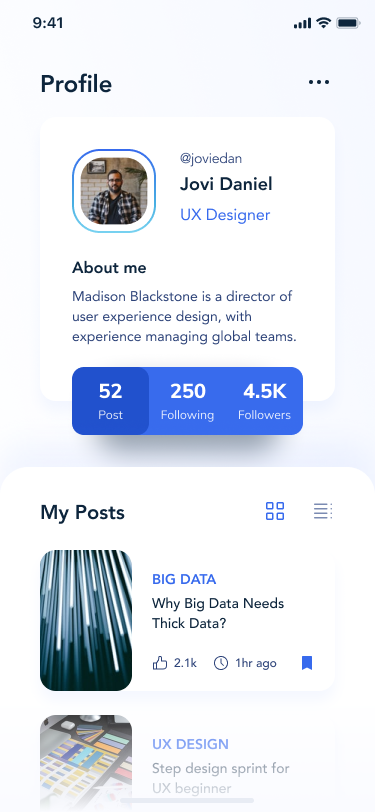 9:41
Profile
@joviedan
Jovi Daniel
UX Designer
About me
Madison Blackstone is a director of
user experience design, with
experience managing global teams.
52
Post
250
Following
4.5K
Followers
My Posts
BIG DATA
Why Big Data Needs
Thick Data?
2.1k
1hr ago
UX DESIGN
Step design sprint for
UX beginner